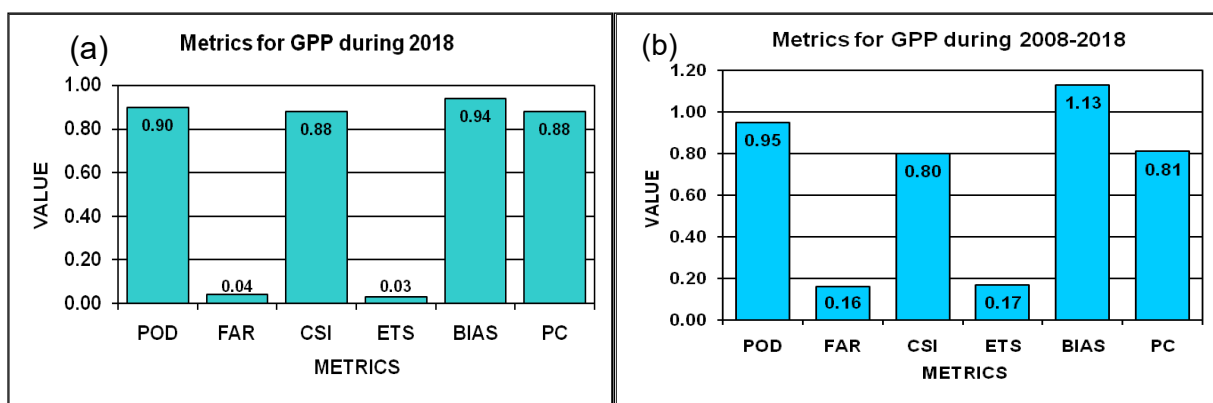 (a)
Metrics for GPP during 2018
VALUE
1.00
0.80
0.60
0.40
0.20
0.00
0.90
0.04
0.88
0.03
0.94
0.88
POD FAR CSI ETS BIAS PC
METRICS
(b)
Metrics for GPP during 2008-2018
VALUE
1.20
1.00
0.80
0.60
0.40
0.20
0.00
0.95
0.16
0.80
0.17
1.13
0.81
POD FAR CSI ETS BIAS PC
METRICS